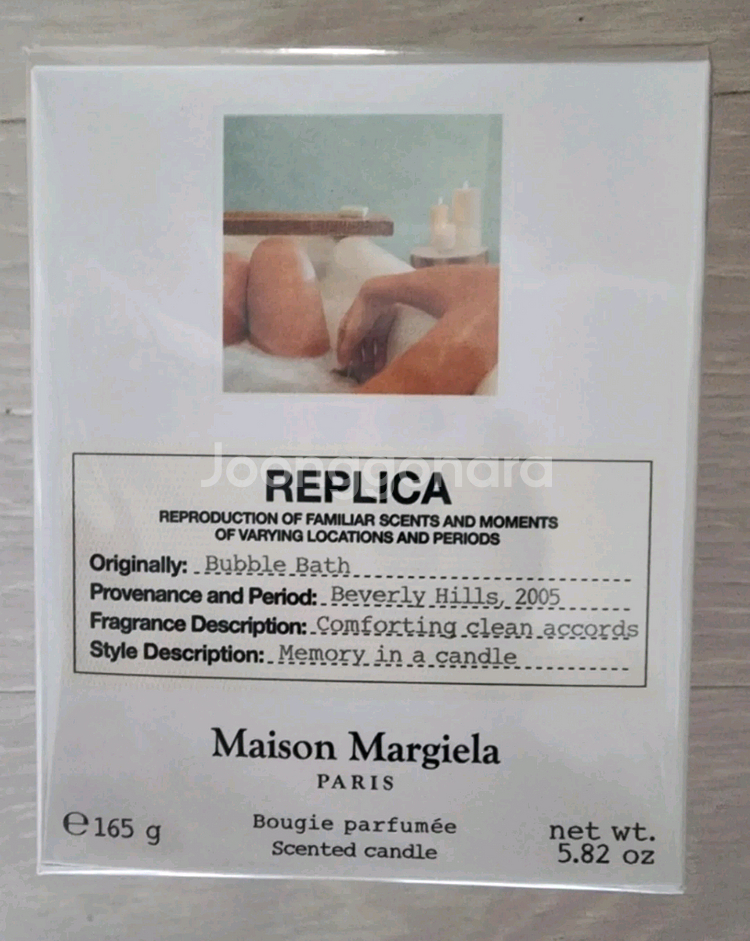 Joonggonara
REPLICA
REPRODUCTION OF FAMILIAR SCENTS AND MOMENTS
OF VARYING LOCATIONS AND PERIODS
Originally: Bubble Bath
Provenance and Period: Beverly Hills, 2005
Fragrance Description: Comforting clean accords
Style Description: Memory in a candle
Maison Margiela
PARIS
℮ 165 g
Bougie parfumée
Scented candle
net wt.
5.82 oz